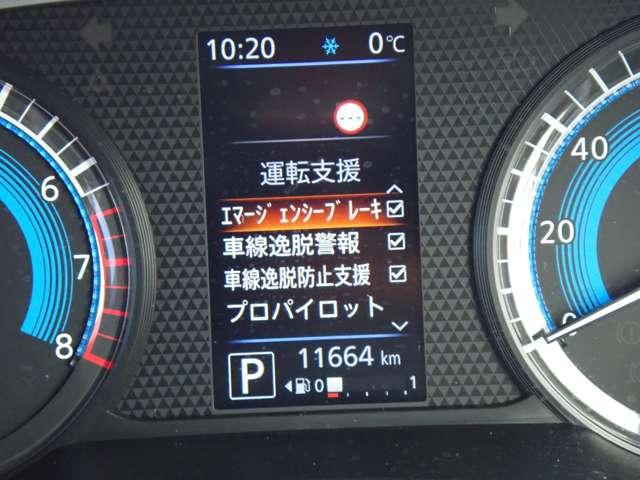 10:20 0℃
運転支援
ｴﾏｰｼﾞｪﾝｼｰﾌﾞﾚｰｷ
車線逸脱警報
車線逸脱防止支援
プロパイロット
P 11664 km
0 1
6
7
8
40
20
0